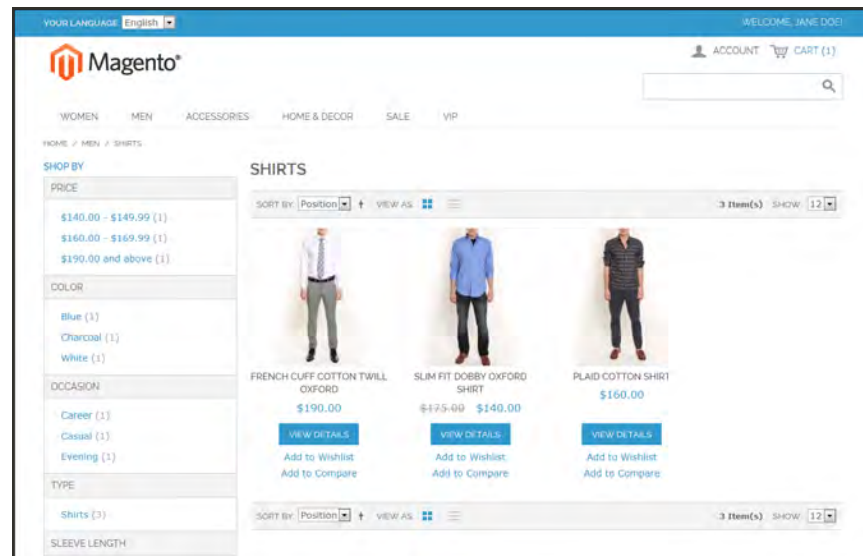 YOUR LANGUAGE English
WELCOME, JANE DOE!
Magento®
ACCOUNT CART (1)
WOMEN MEN ACCESSORIES HOME & DECOR SALE VIP
HOME / MEN / SHIRTS
SHOP BY
PRICE
$140.00 - $149.99 (1)
$160.00 - $169.99 (1)
$190.00 and above (1)
COLOR
Blue (1)
Charcoal (1)
White (1)
OCCASION
Career (1)
Casual (1)
Evening (1)
TYPE
Shirts (3)
SLEEVE LENGTH
SHIRTS
SORT BY Position VIEW AS 3 Item(s) SHOW 12
FRENCH CUFF COTTON TWILL
OXFORD
$190.00
VIEW DETAILS
Add to Wishlist
Add to Compare
SLIM FIT DOBBY OXFORD
SHIRT
$175.00 $140.00
VIEW DETAILS
Add to Wishlist
Add to Compare
PLAID COTTON SHIRT
$160.00
VIEW DETAILS
Add to Wishlist
Add to Compare
SORT BY Position VIEW AS 3 Item(s) SHOW 12